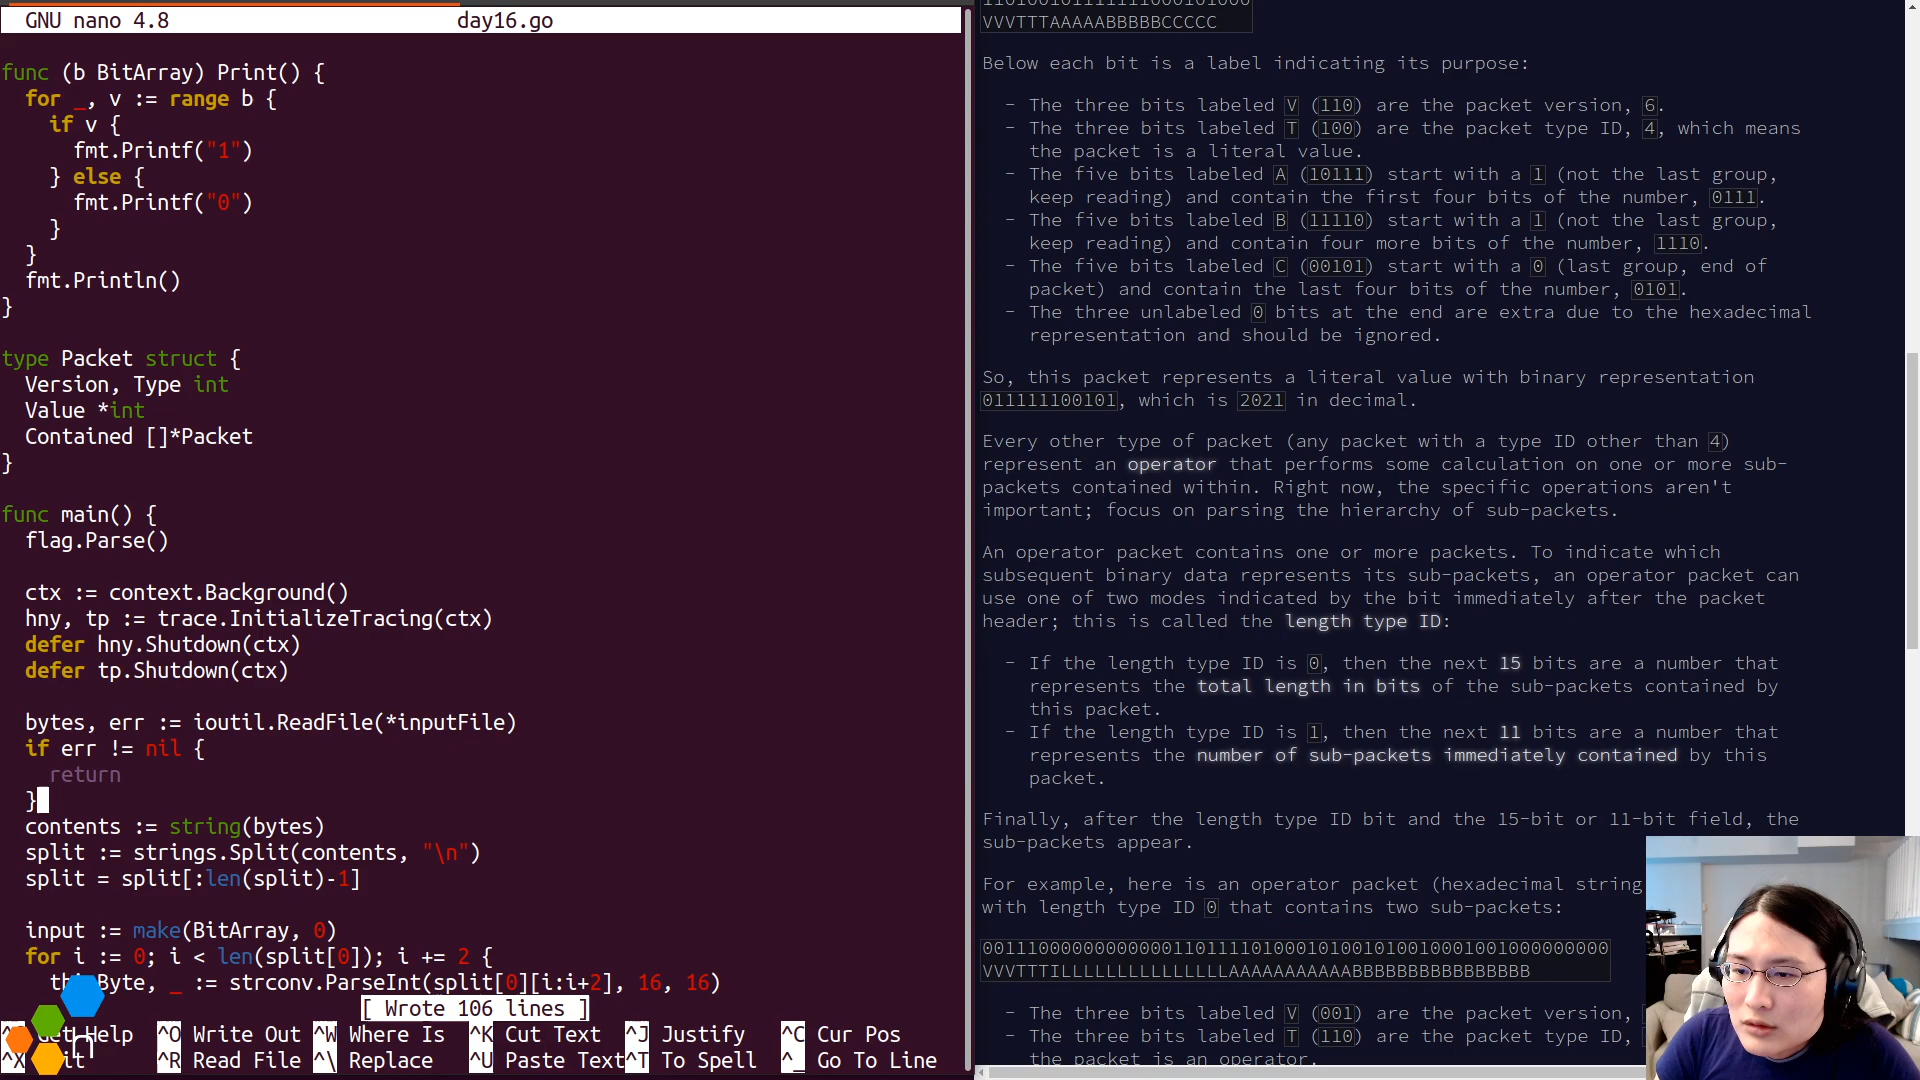 GNU nano 4.8 day16.go
func (b BitArray) Print() {
for _, v := range b {
if v {
fmt.Printf("1")
} else {
fmt.Printf("0")
}
}
fmt.Println()
}
type Packet struct {
Version, Type int
Value *int
Contained []*Packet
}
func main() {
flag.Parse()
ctx := context.Background()
hny, tp := trace.InitializeTracing(ctx)
defer hny.Shutdown(ctx)
defer tp.Shutdown(ctx)
bytes, err := ioutil.ReadFile(*inputFile)
if err != nil {
return
}
contents := string(bytes)
split := strings.Split(contents, "\n")
split = split[:len(split)-1]
input := make(BitArray, 0)
for i := 0; i < len(split[0]); i += 2 {
Byte, _ := strconv.ParseInt(split[0][i:i+2], 16, 16)
[ Wrote 106 lines ]
Help ^O Write Out ^W Where Is ^K Cut Text ^J Justify ^C Cur Pos
^X ^R Read File ^\ Replace ^U Paste Text ^T To Spell ^_ Go To Line
VVVTTTAAAAABBBBBCCCCC
Below each bit is a label indicating its purpose:
- The three bits labeled V (110) are the packet version, 6.
- The three bits labeled T (100) are the packet type ID, 4, which means
the packet is a literal value.
- The five bits labeled A (10111) start with a 1 (not the last group,
keep reading) and contain the first four bits of the number, 0111.
- The five bits labeled B (11110) start with a 1 (not the last group,
keep reading) and contain four more bits of the number, 1110.
- The five bits labeled C (00101) start with a 0 (last group, end of
packet) and contain the last four bits of the number, 0101.
- The three unlabeled 0 bits at the end are extra due to the hexadecimal
representation and should be ignored.
So, this packet represents a literal value with binary representation
011111100101, which is 2021 in decimal.
Every other type of packet (any packet with a type ID other than 4)
represent an operator that performs some calculation on one or more sub-
packets contained within. Right now, the specific operations aren't
important; focus on parsing the hierarchy of sub-packets.
An operator packet contains one or more packets. To indicate which
subsequent binary data represents its sub-packets, an operator packet can
use one of two modes indicated by the bit immediately after the packet
header; this is called the length type ID:
- If the length type ID is 0, then the next 15 bits are a number that
represents the total length in bits of the sub-packets contained by
this packet.
- If the length type ID is 1, then the next 11 bits are a number that
represents the number of sub-packets immediately contained by this
packet.
Finally, after the length type ID bit and the 15-bit or 11-bit field, the
sub-packets appear.
For example, here is an operator packet (hexadecimal string
with length type ID 0 that contains two sub-packets:
00111000000000000110111101000101001010010001001000000000
VVVTTTILLLLLLLLLLLLLLLAAAAAAAAAAABBBBBBBBBBBBBBBB
- The three bits labeled V (001) are the packet version,
- The three bits labeled T (110) are the packet type ID,
the packet is an operator.